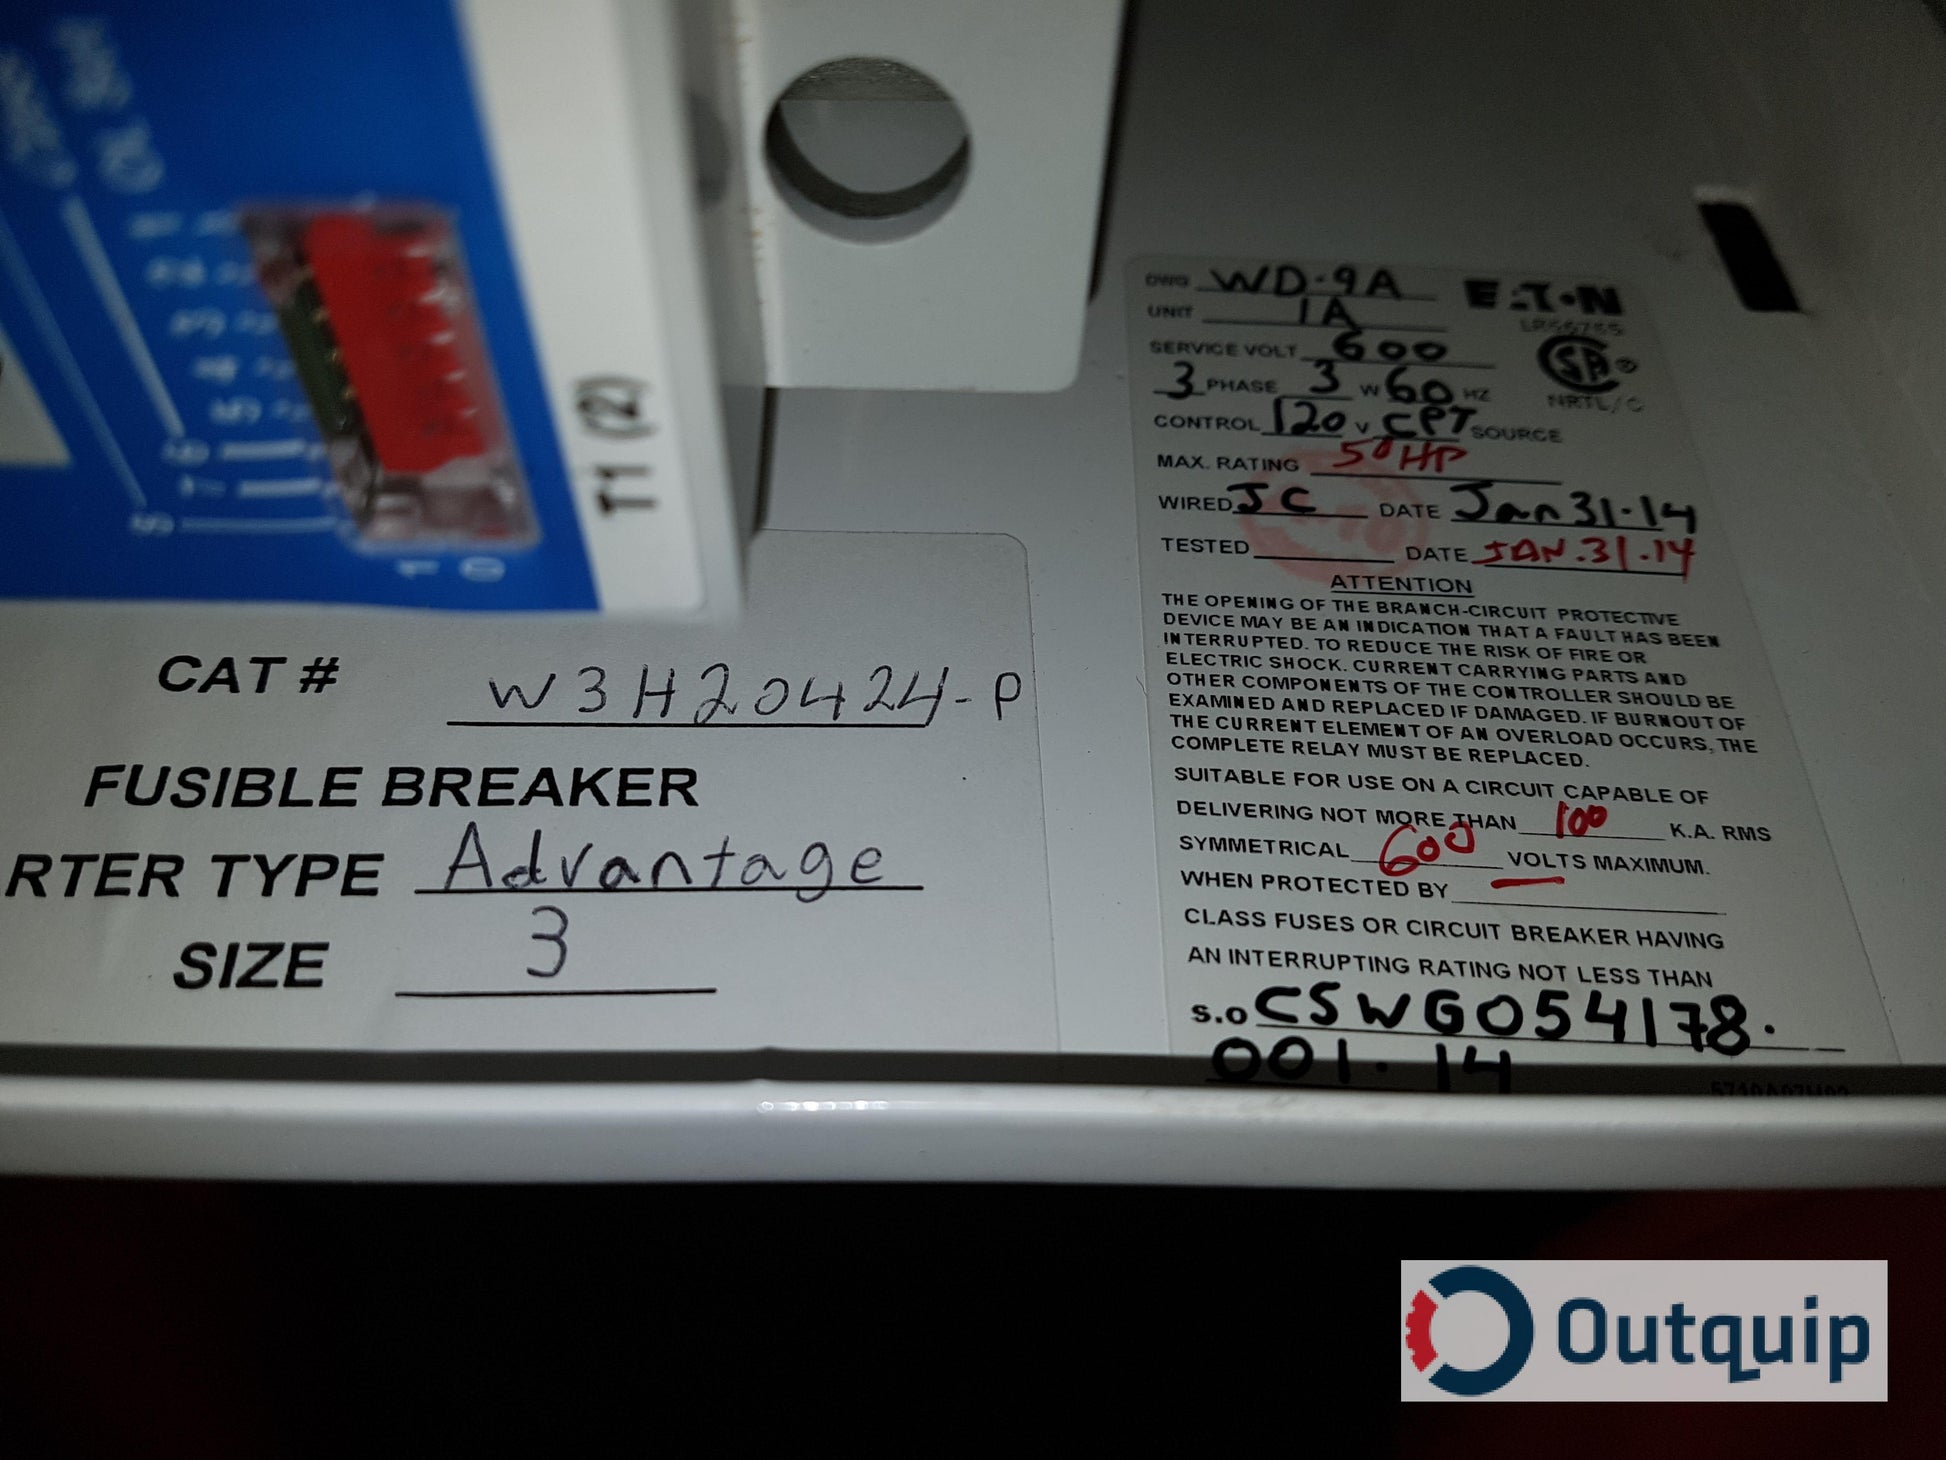 T1 (2)
CAT # W3H20424-P
FUSIBLE BREAKER
RTER TYPE Advantage
SIZE 3
DWG WD-9A EATON
UNIT 1A
SERVICE VOLT 600
3 PHASE 3 W 60 HZ
NRTL/C
CONTROL 120 V CPT SOURCE
MAX. RATING 50 HP
WIRED JC DATE Jan 31-14
TESTED DATE JAN.31.14
ATTENTION
THE OPENING OF THE BRANCH-CIRCUIT PROTECTIVE
DEVICE MAY BE AN INDICATION THAT A FAULT HAS BEEN
INTERRUPTED. TO REDUCE THE RISK OF FIRE OR
ELECTRIC SHOCK. CURRENT CARRYING PARTS AND
OTHER COMPONENTS OF THE CONTROLLER SHOULD BE
EXAMINED AND REPLACED IF DAMAGED. IF BURNOUT OF
THE CURRENT ELEMENT OF AN OVERLOAD OCCURS, THE
COMPLETE RELAY MUST BE REPLACED.
SUITABLE FOR USE ON A CIRCUIT CAPABLE OF
DELIVERING NOT MORE THAN 100 K.A. RMS
SYMMETRICAL 600 VOLTS MAXIMUM.
WHEN PROTECTED BY
CLASS FUSES OR CIRCUIT BREAKER HAVING
AN INTERRUPTING RATING NOT LESS THAN
S.O CSWG054178.
001.14
Outquip